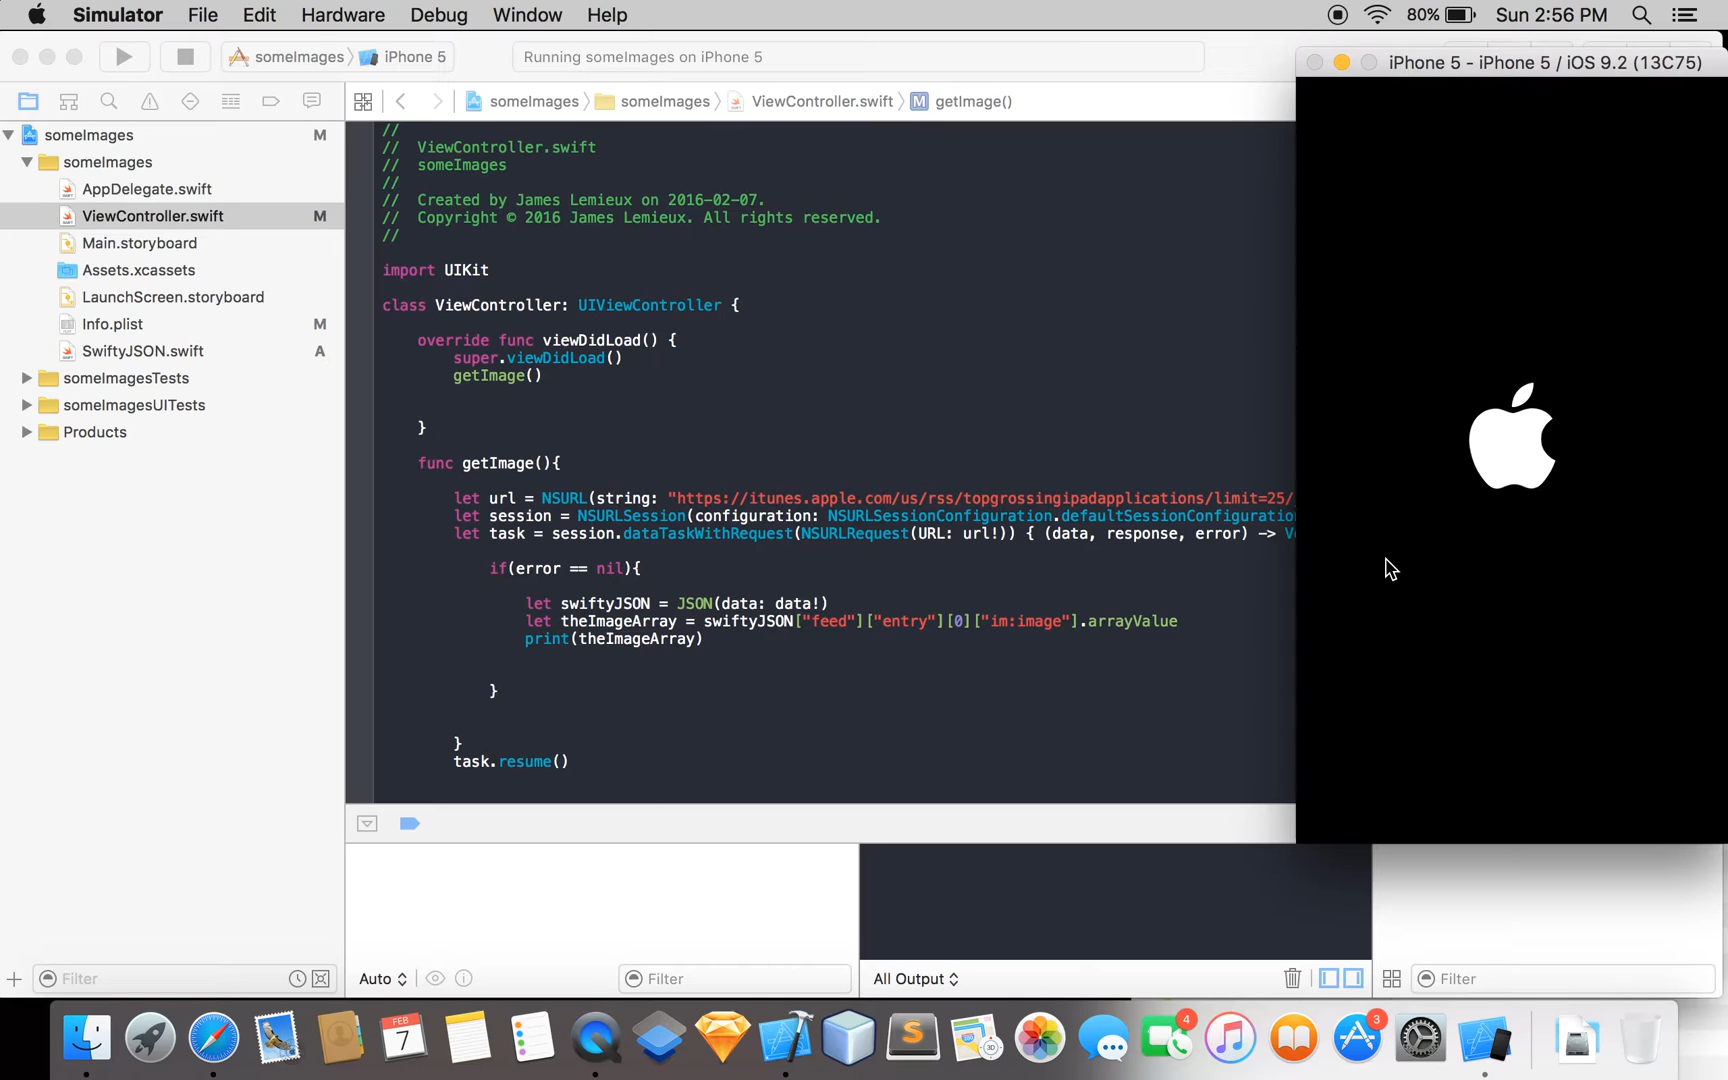 Simulator File Edit Hardware Debug Window Help 80% Sun 2:56 PM
someImages iPhone 5 Running someImages on iPhone 5
iPhone 5 - iPhone 5 / iOS 9.2 (13C75)
someImages someImages ViewController.swift M getImage()
someImages M
someImages
AppDelegate.swift
ViewController.swift M
Main.storyboard
Assets.xcassets
LaunchScreen.storyboard
Info.plist M
SwiftyJSON.swift A
someImagesTests
someImagesUITests
Products
//
// ViewController.swift
// someImages
//
// Created by James Lemieux on 2016-02-07.
// Copyright © 2016 James Lemieux. All rights reserved.
//
import UIKit
class ViewController: UIViewController {
override func viewDidLoad() {
super.viewDidLoad()
getImage()
}
func getImage(){
let url = NSURL(string: "https://itunes.apple.com/us/rss/topgrossingipadapplications/limit=25/
let session = NSURLSession(configuration: NSURLSessionConfiguration.defaultSessionConfiguratio
let task = session.dataTaskWithRequest(NSURLRequest(URL: url!)) { (data, response, error) -> V
if(error == nil){
let swiftyJSON = JSON(data: data!)
let theImageArray = swiftyJSON["feed"]["entry"][0]["im:image"].arrayValue
print(theImageArray)
}
}
task.resume()
Filter Auto Filter All Output Filter
FEB
7
4
3